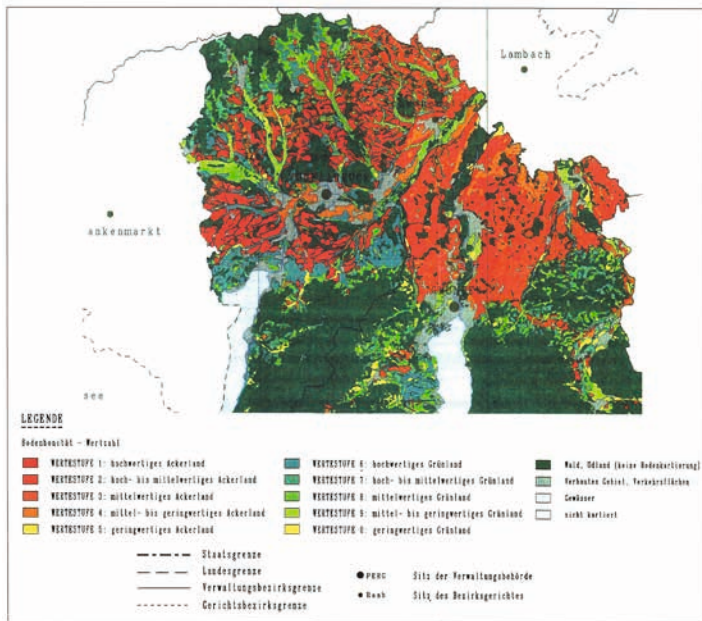 Lambach
ankenmarkt
see
LEGENDE
Bodenbonität - Wertzahl
WERTESTUFE 1: hochwertiges Ackerland
WERTESTUFE 2: hoch- bis mittelwertiges Ackerland
WERTESTUFE 3: mittelwertiges Ackerland
WERTESTUFE 4: mittel- bis geringwertiges Ackerland
WERTESTUFE 5: geringwertiges Ackerland
WERTESTUFE 6: hochwertiges Grünland
WERTESTUFE 7: hoch- bis mittelwertiges Grünland
WERTESTUFE 8: mittelwertiges Grünland
WERTESTUFE 9: mittel- bis geringwertiges Grünland
WERTESTUFE 0: geringwertiges Grünland
Wald, Ödland (keine Bodenkartierung)
Verbautes Gebiet, Verkehrsflächen
Gewässer
nicht kartiert
Staatsgrenze
Landesgrenze
Verwaltungsbezirksgrenze
Gerichtsbezirksgrenze
PERG Sitz der Verwaltungsbehörde
Raab Sitz des Bezirksgerichtes